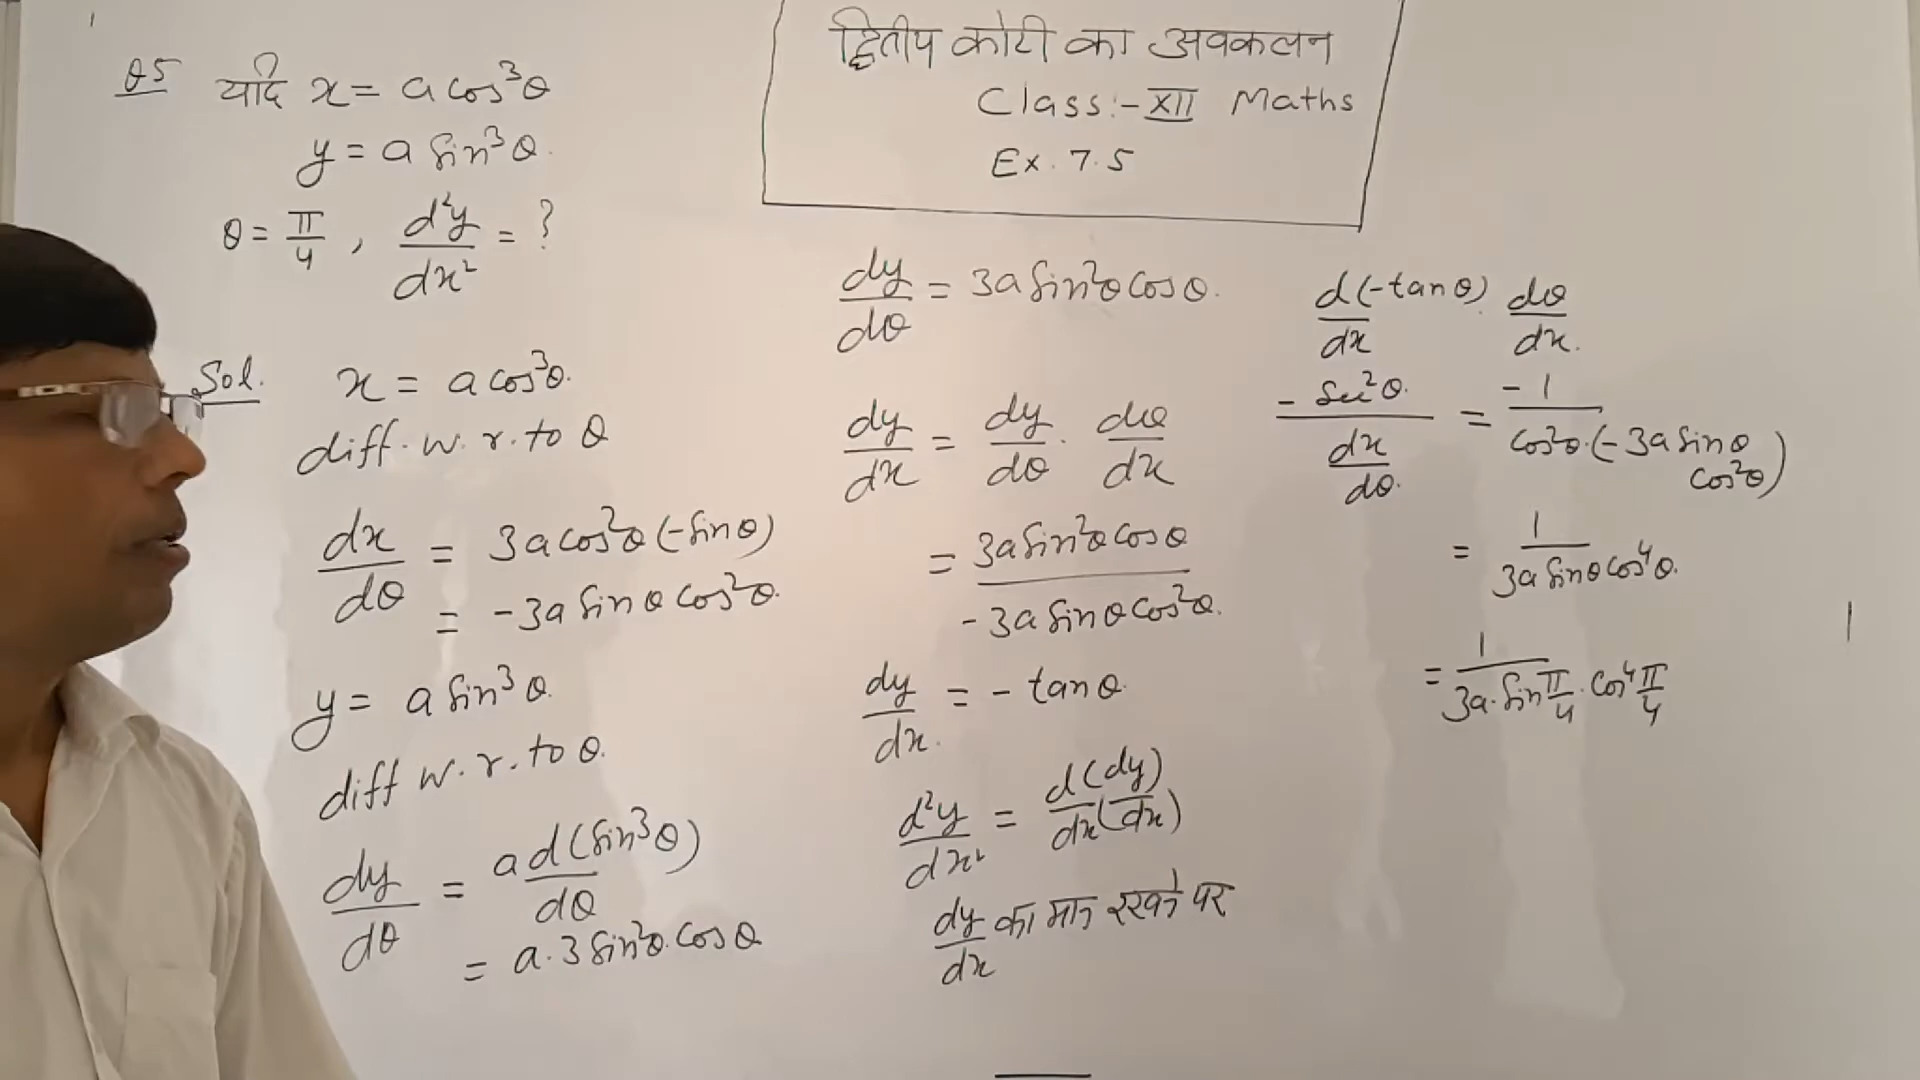 द्वितीय कोटी का अवकलन
Class:- XII Maths
Ex. 7.5
Q5 यदि x = a cos³θ
y = a sin³θ.
θ = π/4, d²y/dx² = ?
Sol. x = a cos³θ.
diff. w. r. to θ
dx/dθ = 3a cos²θ (-sinθ)
= -3a sinθ cos²θ.
y = a sin³θ.
diff w. r. to θ.
dy/dθ = a d(sin³θ)/dθ
= a.3 sin²θ.cosθ
dy/dθ = 3a sin²θ cosθ.
dy/dx = dy/dθ . dθ/dx
= 3a sin²θ cosθ / -3a sinθ cos²θ.
dy/dx. = - tanθ.
d²y/dx² = d/dx (dy/dx)
dy/dx का मान रखने पर
d(-tanθ)/dx . dθ/dx.
- sec²θ. / dx/dθ. = -1 / cos²θ.(-3a sinθ cos²θ)
= 1 / 3a sinθ cos⁴θ.
= 1 / 3a. sin π/4 . cos⁴ π/4